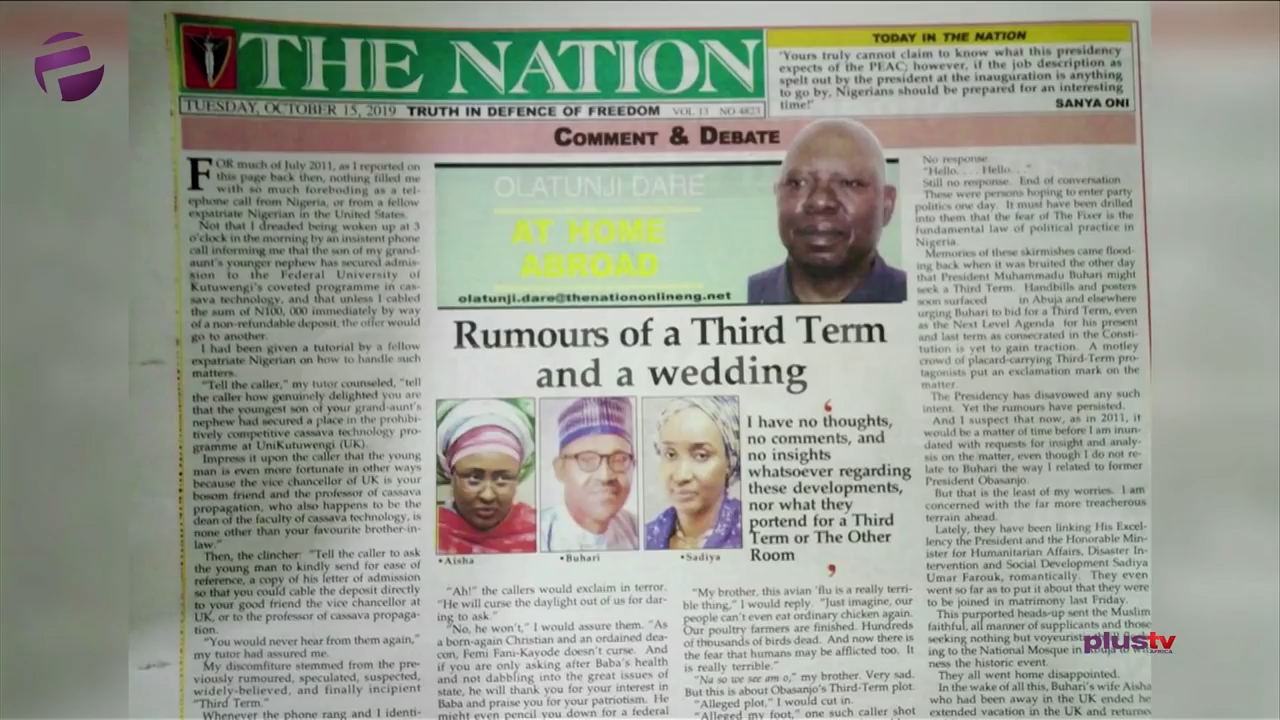 THE NATION
TUESDAY, OCTOBER 15, 2019 TRUTH IN DEFENCE OF FREEDOM VOL 13 NO 4823
TODAY IN THE NATION
'Yours truly cannot claim to know what this presidency
expects of the PEAC; however, if the job description as
spelt out by the president at the inauguration is anything
to go by, Nigerians should be prepared for an interesting
time!'
SANYA ONI
COMMENT & DEBATE
FOR much of July 2011, as I reported on
this page back then, nothing filled me
with so much foreboding as a tel-
ephone call from Nigeria, or from a fellow
expatriate Nigerian in the United States.
Not that I dreaded being woken up at 3
o'clock in the morning by an insistent phone
call informing me that the son of my grand-
aunt's younger nephew has secured admis-
sion to the Federal University of
Kutuwengi's coveted programme in cas-
sava technology, and that unless I cabled
the sum of N100, 000 immediately by way
of a non-refundable deposit, the offer would
go to another.
I had been given a tutorial by a fellow
expatriate Nigerian on how to handle such
matters.
"Tell the caller," my tutor counseled, "tell
the caller how genuinely delighted you are
that the youngest son of your grand-aunt's
nephew had secured a place in the prohibi-
tively competitive cassava technology pro-
gramme at UniKutuwengi (UK).
Impress it upon the caller that the young
man is even more fortunate in other ways
because the vice chancellor of UK is your
bosom friend and the professor of cassava
propagation, who also happens to be the
dean of the faculty of cassava technology, is
none other than your favourite brother-in-
law."
Then, the clincher: "Tell the caller to ask
the young man to kindly send for ease of
reference, a copy of his letter of admission
so that you could cable the deposit directly
to your good friend the vice chancellor at
UK, or to the professor of cassava propaga-
tion.
"You would never hear from them again,"
my tutor had assured me.
My discomfiture stemmed from the pre-
viously rumoured, speculated, suspected,
widely-believed, and finally incipient
"Third Term."
Whenever the phone rang and I identi-
OLATUNJI DARE
AT HOME
ABROAD
olatunji.dare@thenationonlineng.net
Rumours of a Third Term
and a wedding
•Aisha
•Buhari
•Sadiya
‘
I have no thoughts,
no comments, and
no insights
whatsoever regarding
these developments,
nor what they
portend for a Third
Term or The Other
Room
’
"Ah!" the callers would exclaim in terror.
"He will curse the daylight out of us for dar-
ing to ask."
"No, he won't," I would assure them. "As
a born-again Christian and an ordained dea-
con, Femi Fani-Kayode doesn't curse. And
if you are only asking after Baba's health
and not dabbling into the great issues of
state, he will thank you for your interest in
Baba and praise you for your patriotism. He
might even pencil you down for a federal
"My brother, this avian 'flu is a really terri-
ble thing," I would reply. "Just imagine, our
people can't even eat ordinary chicken again.
Our poultry farmers are finished. Hundreds
of thousands of birds dead. And now there is
the fear that humans may be afflicted too. It
is really terrible."
"Na so we see am o," my brother. Very sad.
But this is about Obasanjo's Third-Term plot.
"Alleged plot," I would cut in.
"Alleged my foot," one such caller shot
No response.
"Hello. . . . Hello. . ."
Still no response. End of conversation
These were persons hoping to enter party
politics one day. It must have been drilled
into them that the fear of The Fixer is the
fundamental law of political practice in
Nigeria.
Memories of these skirmishes came flood-
ing back when it was bruited the other day
that President Muhammadu Buhari might
seek a Third Term. Handbills and posters
soon surfaced in Abuja and elsewhere
urging Buhari to bid for a Third Term, even
as the Next Level Agenda for his present
and last term as consecrated in the Consti-
tution is yet to gain traction. A motley
crowd of placard-carrying Third-Term pro-
tagonists put an exclamation mark on the
matter.
The Presidency has disavowed any such
intent. Yet the rumours have persisted.
And I suspect that now, as in 2011, it
would be a matter of time before I am inun-
dated with requests for insight and analy-
sis on the matter, even though I do not re-
late to Buhari the way I related to former
President Obasanjo.
But that is the least of my worries. I am
concerned with the far more treacherous
terrain ahead.
Lately, they have been linking His Excel-
lency the President and the Honorable Min-
ister for Humanitarian Affairs, Disaster In-
tervention and Social Development Sadiya
Umar Farouk, romantically. They even
went so far as to put it about that they were
to be joined in matrimony last Friday.
This purported heads-up sent the Muslim
faithful, all manner of supplicants and those
seeking nothing but voyeuristic
ing to the National Mosque in Abuja to wit-
ness the historic event.
They all went home disappointed.
In the wake of all this, Buhari's wife Aisha
who had been away in the UK ended he
extended vacation in the UK and returne
plustv
AFRICA